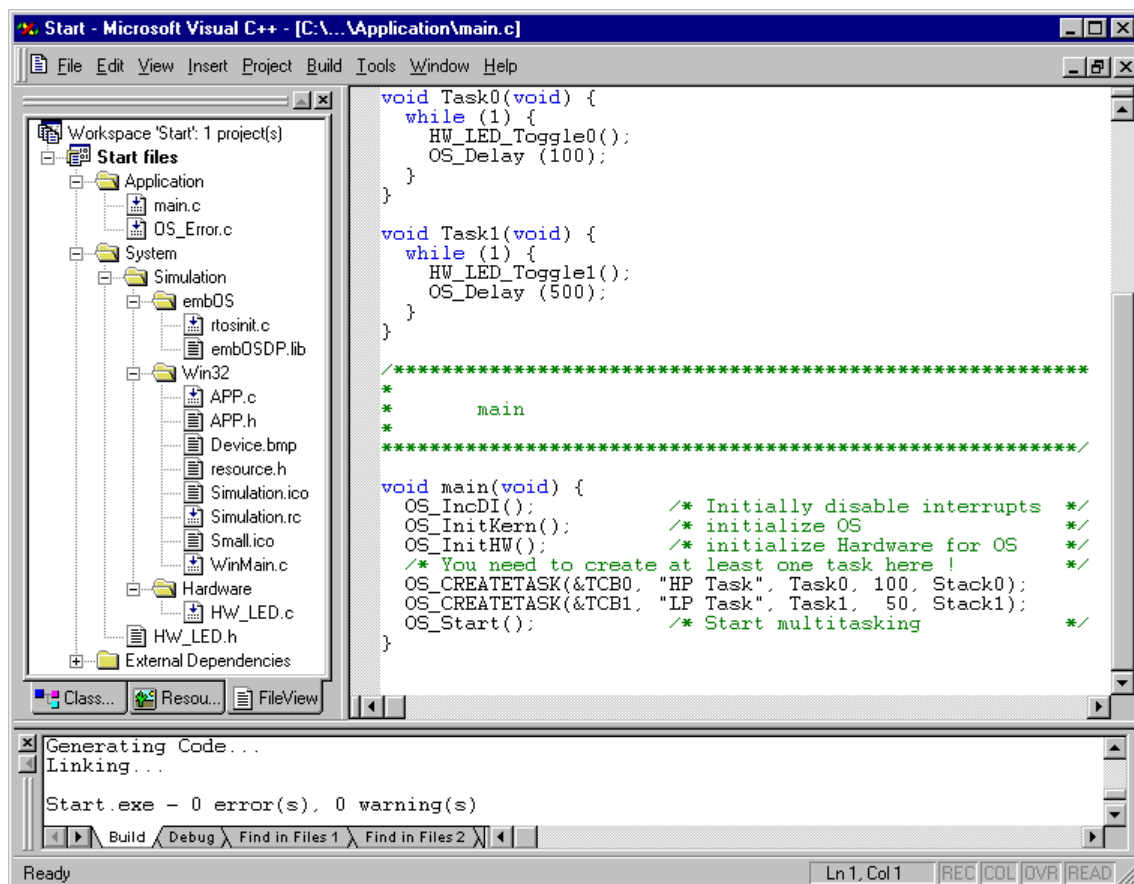 Start - Microsoft Visual C++ - [C:\...\Application\main.c]
File Edit View Insert Project Build Tools Window Help
Workspace 'Start': 1 project(s)
Start files
Application
main.c
OS_Error.c
System
Simulation
embOS
rtosinit.c
embOSDP.lib
Win32
APP.c
APP.h
Device.bmp
resource.h
Simulation.ico
Simulation.rc
Small.ico
WinMain.c
Hardware
HW_LED.c
HW_LED.h
External Dependencies
Class... Resou... FileView
void Task0(void) {
  while (1) {
    HW_LED_Toggle0();
    OS_Delay (100);
  }
}

void Task1(void) {
  while (1) {
    HW_LED_Toggle1();
    OS_Delay (500);
  }
}

/**********************************************************
*
*       main
*
**********************************************************/

void main(void) {
  OS_IncDI();           /* Initially disable interrupts  */
  OS_InitKern();        /* initialize OS                 */
  OS_InitHW();          /* initialize Hardware for OS    */
  /* You need to create at least one task here !         */
  OS_CREATETASK(&TCB0, "HP Task", Task0, 100, Stack0);
  OS_CREATETASK(&TCB1, "LP Task", Task1,  50, Stack1);
  OS_Start();           /* Start multitasking            */
}
Generating Code...
Linking...

Start.exe - 0 error(s), 0 warning(s)
Build Debug Find in Files 1 Find in Files 2
Ready Ln 1, Col 1 REC COL OVR READ